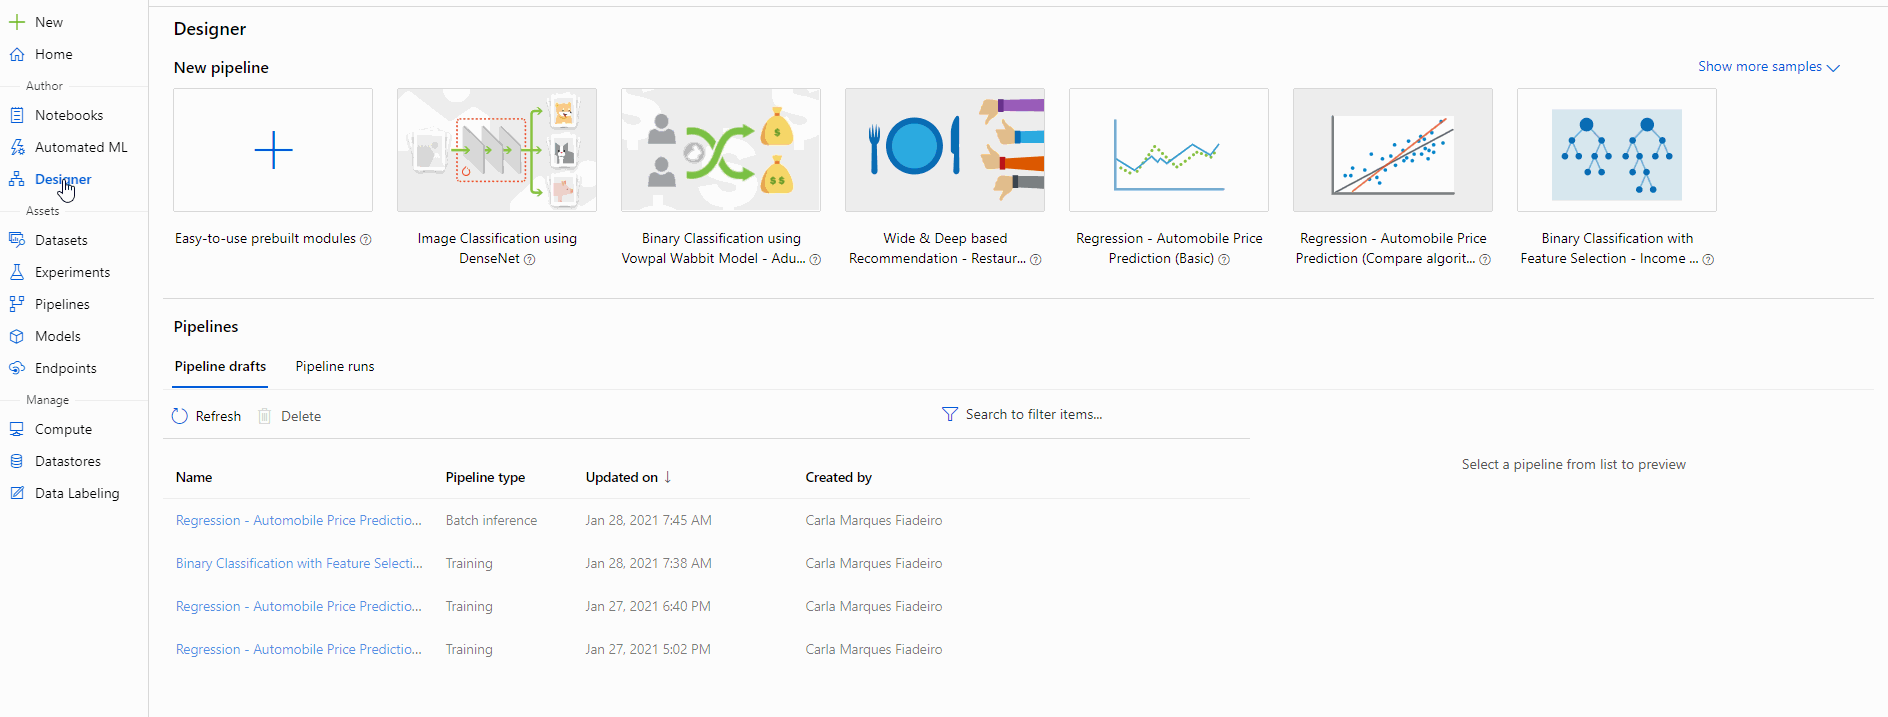 New
Home
Author
Notebooks
Automated ML
Designer
Assets
Datasets
Experiments
Pipelines
Models
Endpoints
Manage
Compute
Datastores
Data Labeling
Designer
New pipeline
Show more samples
Easy-to-use prebuilt modules
Image Classification using
DenseNet
Binary Classification using
Vowpal Wabbit Model - Adu...
Wide & Deep based
Recommendation - Restaur...
Regression - Automobile Price
Prediction (Basic)
Regression - Automobile Price
Prediction (Compare algorit...
Binary Classification with
Feature Selection - Income ...
Pipelines
Pipeline drafts Pipeline runs
Refresh Delete Search to filter items...
Select a pipeline from list to preview
Name Pipeline type Updated on ↓ Created by
Regression - Automobile Price Predictio... Batch inference Jan 28, 2021 7:45 AM Carla Marques Fiadeiro
Binary Classification with Feature Selecti... Training Jan 28, 2021 7:38 AM Carla Marques Fiadeiro
Regression - Automobile Price Predictio... Training Jan 27, 2021 6:40 PM Carla Marques Fiadeiro
Regression - Automobile Price Predictio... Training Jan 27, 2021 5:02 PM Carla Marques Fiadeiro